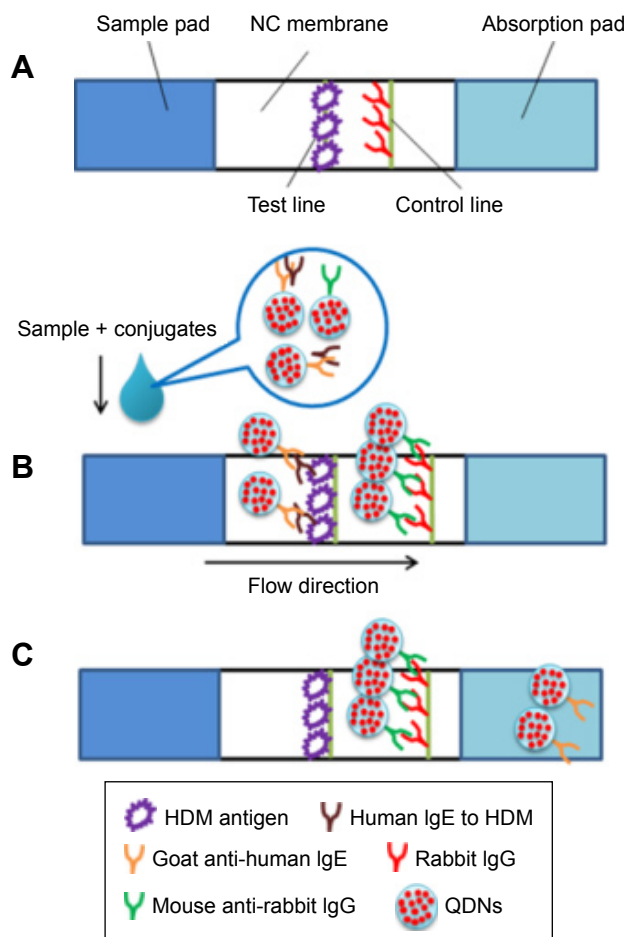 Sample pad NC membrane Absorption pad
A
Test line Control line
Sample + conjugates
B
Flow direction
C
HDM antigen Human IgE to HDM
Goat anti-human IgE Rabbit IgG
Mouse anti-rabbit IgG QDNs